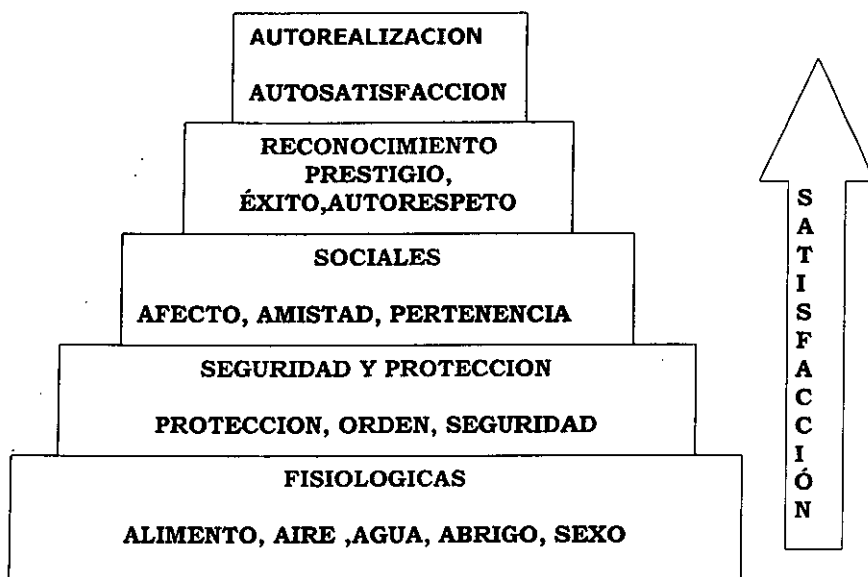 AUTOREALIZACION
AUTOSATISFACCION
RECONOCIMIENTO
PRESTIGIO,
ÉXITO,AUTORESPETO
SOCIALES
AFECTO, AMISTAD, PERTENENCIA
SEGURIDAD Y PROTECCION
PROTECCION, ORDEN, SEGURIDAD
FISIOLOGICAS
ALIMENTO, AIRE ,AGUA, ABRIGO, SEXO
SATISFACCIÓN